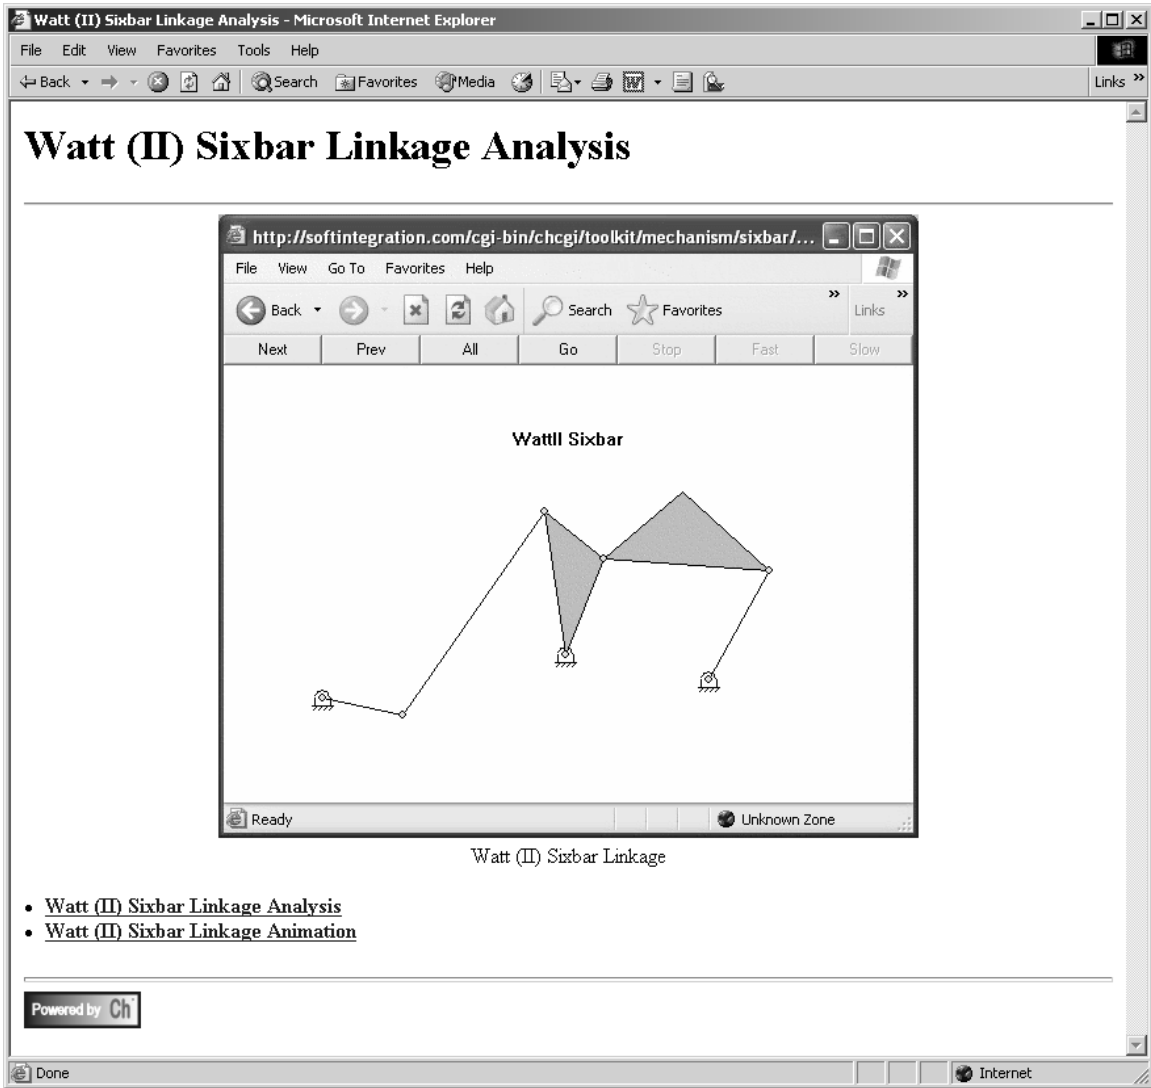 Watt (II) Sixbar Linkage Analysis - Microsoft Internet Explorer
File Edit View Favorites Tools Help
Back Search Favorites Media Links »
Watt (II) Sixbar Linkage Analysis
http://softintegration.com/cgi-bin/chcgi/toolkit/mechanism/sixbar/...
File View Go To Favorites Help
Back Search Favorites » Links »
Next Prev All Go Stop Fast Slow
WattII Sixbar
Ready Unknown Zone
Watt (II) Sixbar Linkage
• Watt (II) Sixbar Linkage Analysis
• Watt (II) Sixbar Linkage Animation
Powered by Ch
Done Internet